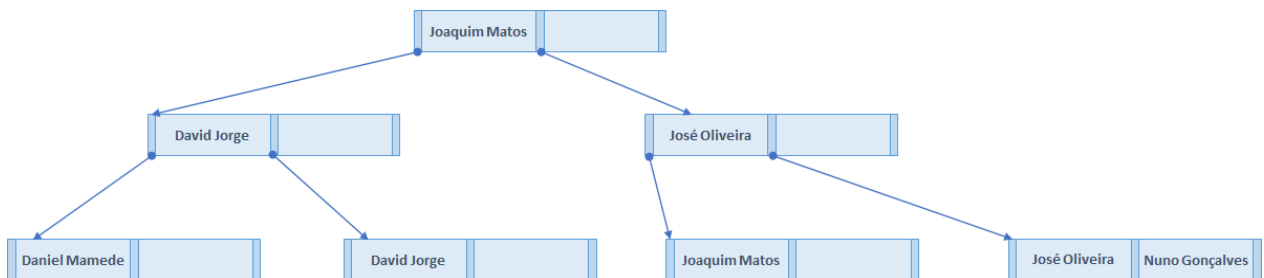 Joaquim Matos
David Jorge
José Oliveira
Daniel Mamede
David Jorge
Joaquim Matos
José Oliveira
Nuno Gonçalves